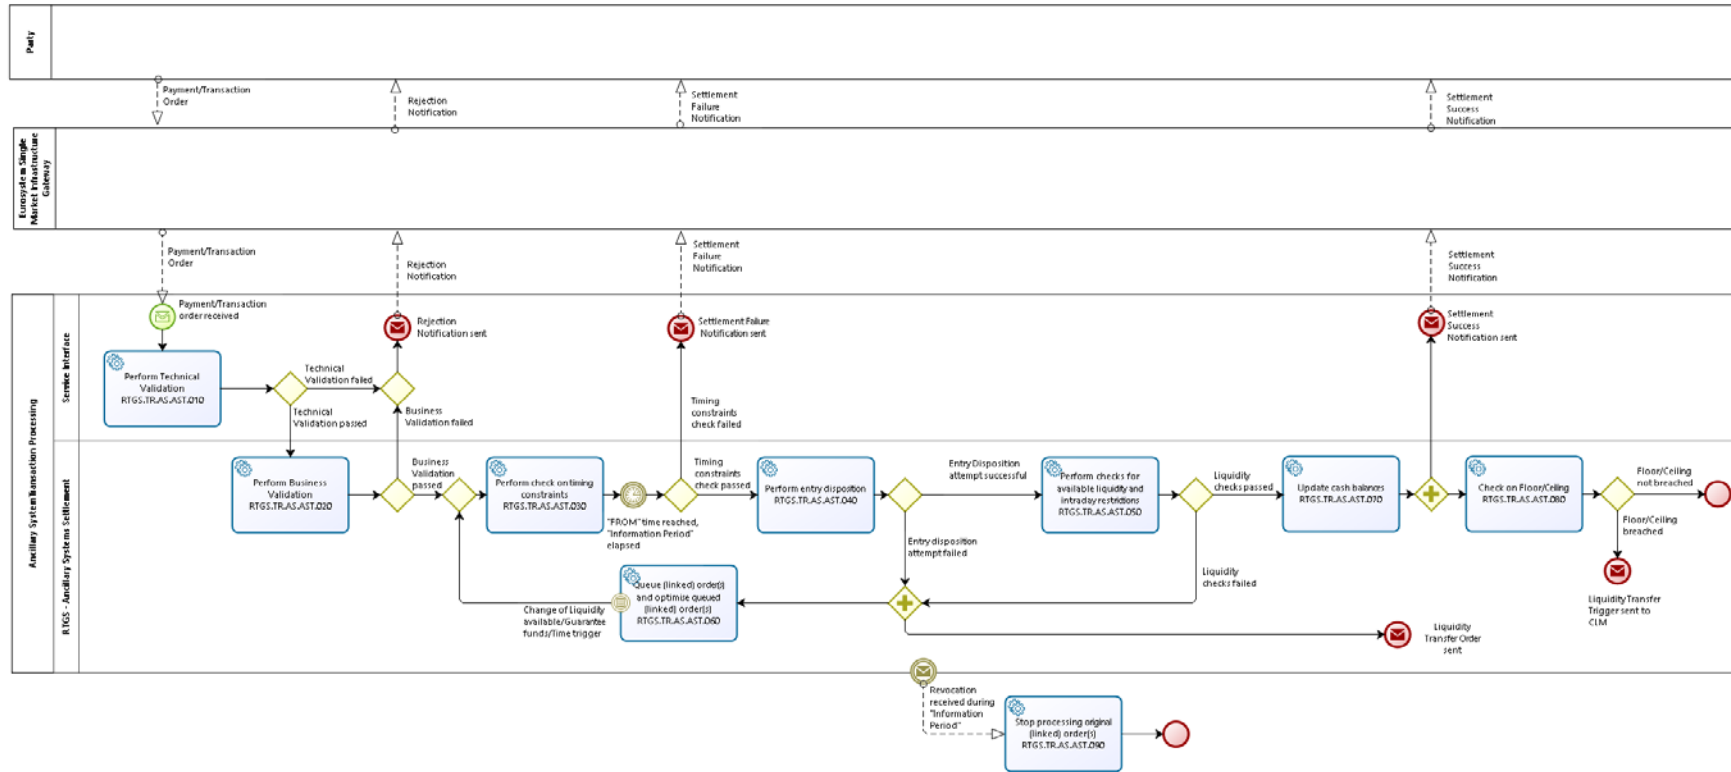 Party
Payment/Transaction
Order
Rejection
Notification
Settlement
Failure
Notification
Settlement
Success
Notification
Eurosystem Single
Market Infrastructure
Gateway
Payment/Transaction
Order
Rejection
Notification
Settlement
Failure
Notification
Settlement
Success
Notification
Ancillary System Transaction Processing
Service Interface
Payment/Transaction
order received
Rejection
Notification sent
Settlement Failure
Notification sent
Settlement
Success
Notification sent
Perform Technical
Validation
RTGS.TR.AS.AST.010
Technical
Validation failed
Technical
Validation passed
Business
Validation failed
Timing
constraints
check failed
RTGS - Ancillary Systems Settlement
Perform Business
Validation
RTGS.TR.AS.AST.020
Business
Validation
passed
Perform check on timing
constraints
RTGS.TR.AS.AST.030
"FROM" time reached,
"Information Period"
elapsed
Timing
constraints
check passed
Perform entry disposition
RTGS.TR.AS.AST.040
Entry Disposition
attempt successful
Entry disposition
attempt failed
Perform checks for
available liquidity and
intraday restrictions
RTGS.TR.AS.AST.050
Liquidity
checks passed
Liquidity
checks failed
Update cash balances
RTGS.TR.AS.AST.070
Check on Floor/Ceiling
RTGS.TR.AS.AST.080
Floor/Ceiling
not breached
Floor/Ceiling
breached
Liquidity Transfer
Trigger sent to
CLM
Queue (linked) order(s)
and optimise queued
(linked) order(s)
RTGS.TR.AS.AST.060
Change of Liquidity
available/Guarantee
funds/Time trigger
Liquidity
Transfer Order
sent
Revocation
received during
"Information
Period"
Stop processing original
(linked) order(s)
RTGS.TR.AS.AST.090